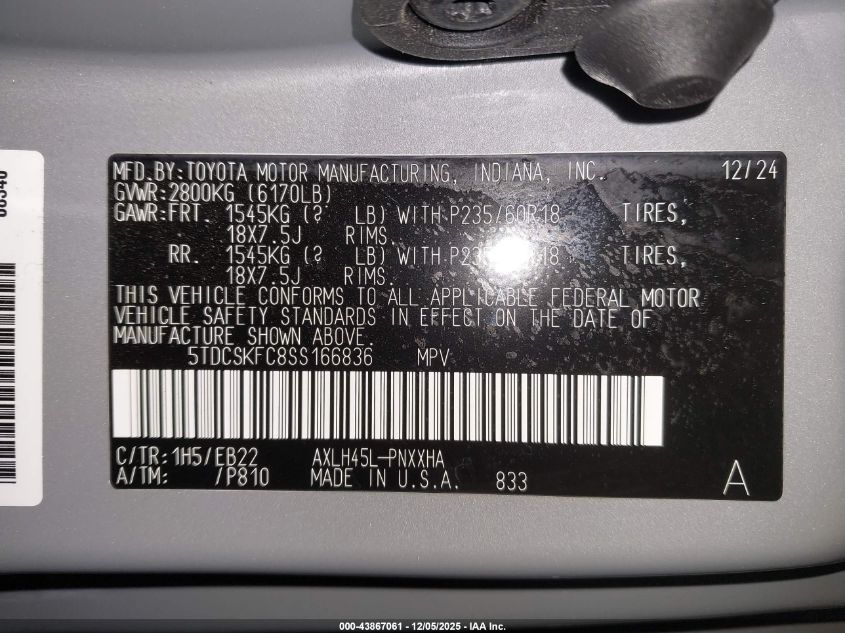 MFD.BY:TOYOTA MOTOR MANUFACTURING, INDIANA, INC. 12/24
GVWR:2800KG (6170LB)
GAWR:FRT. 1545KG (? LB) WITH P235/60R18 TIRES,
18X7.5J RIMS.
RR. 1545KG (? LB) WITH TIRES,
18X7.5J RIMS.
THIS VEHICLE CONFORMS TO ALL APPLICABLE FEDERAL MOTOR
VEHICLE SAFETY STANDARDS IN EFFECT ON THE DATE OF
MANUFACTURE SHOWN ABOVE.
5TDCSKFC8SS166836 MPV
C/TR:1H5/EB22 AXLH45L-PNXXHA
A/TM: /P810 MADE IN U.S.A. 833 A
000-43867061 - 12/05/2025 - IAA Inc.